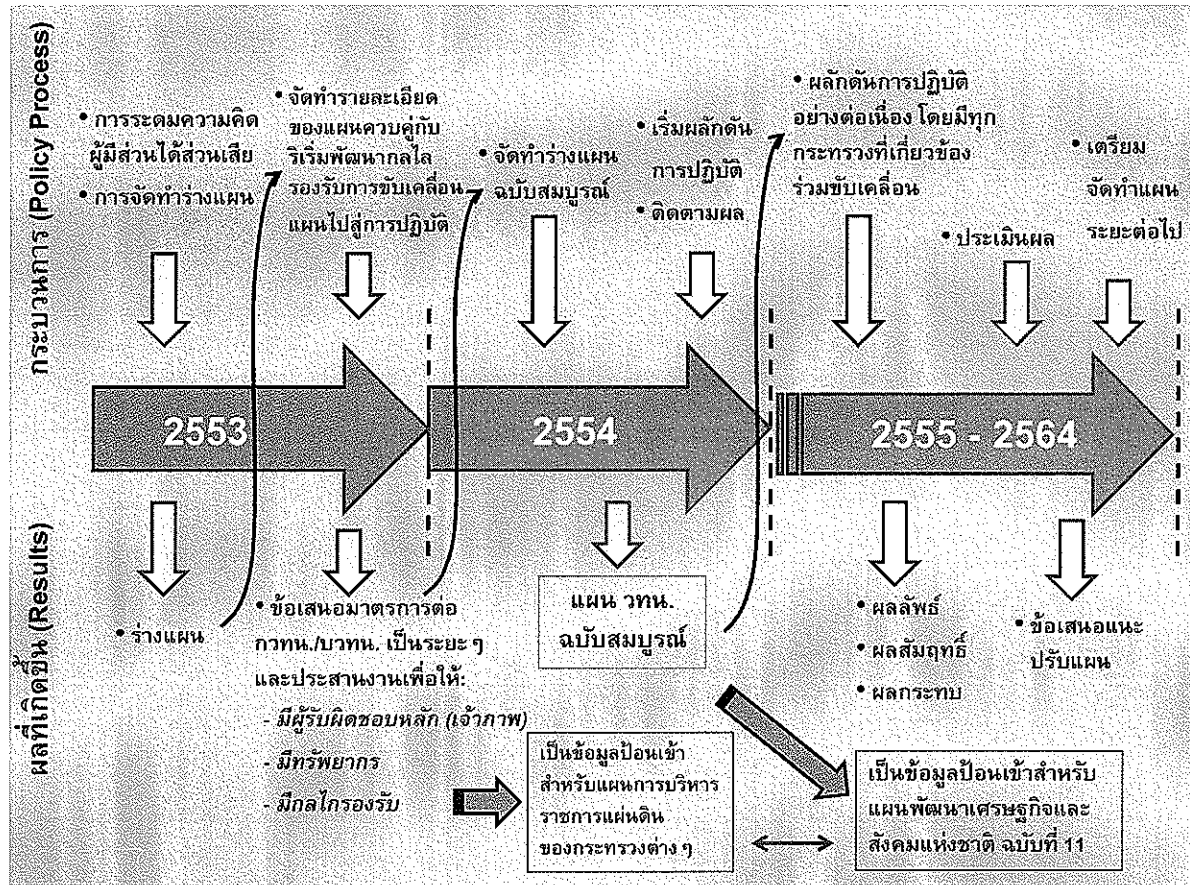 กระบวนการ (Policy Process)
• การระดมความคิด
ผู้มีส่วนได้ส่วนเสีย
• การจัดทำร่างแผน
• จัดทำรายละเอียด
ของแผนควบคู่กับ
ริเริ่มพัฒนากลไก
รองรับการขับเคลื่อน
แผนไปสู่การปฏิบัติ
• จัดทำร่างแผน
ฉบับสมบูรณ์
• เริ่มผลักดัน
การปฏิบัติ
• ติดตามผล
• ผลักดันการปฏิบัติ
อย่างต่อเนื่อง โดยมีทุก
กระทรวงที่เกี่ยวข้อง
ร่วมขับเคลื่อน
• ประเมินผล
• เตรียม
จัดทำแผน
ระยะต่อไป
2553
2554
2555 - 2564
ผลที่เกิดขึ้น (Results)
• ร่างแผน
• ข้อเสนอมาตรการต่อ
กวทน./บวทน. เป็นระยะ ๆ
และประสานงานเพื่อให้:
- มีผู้รับผิดชอบหลัก (เจ้าภาพ)
- มีทรัพยากร
- มีกลไกรองรับ
แผน วทน.
ฉบับสมบูรณ์
• ผลลัพธ์
• ผลสัมฤทธิ์
• ผลกระทบ
• ข้อเสนอแนะ
ปรับแผน
เป็นข้อมูลป้อนเข้า
สำหรับแผนการบริหาร
ราชการแผ่นดิน
ของกระทรวงต่าง ๆ
เป็นข้อมูลป้อนเข้าสำหรับ
แผนพัฒนาเศรษฐกิจและ
สังคมแห่งชาติ ฉบับที่ 11